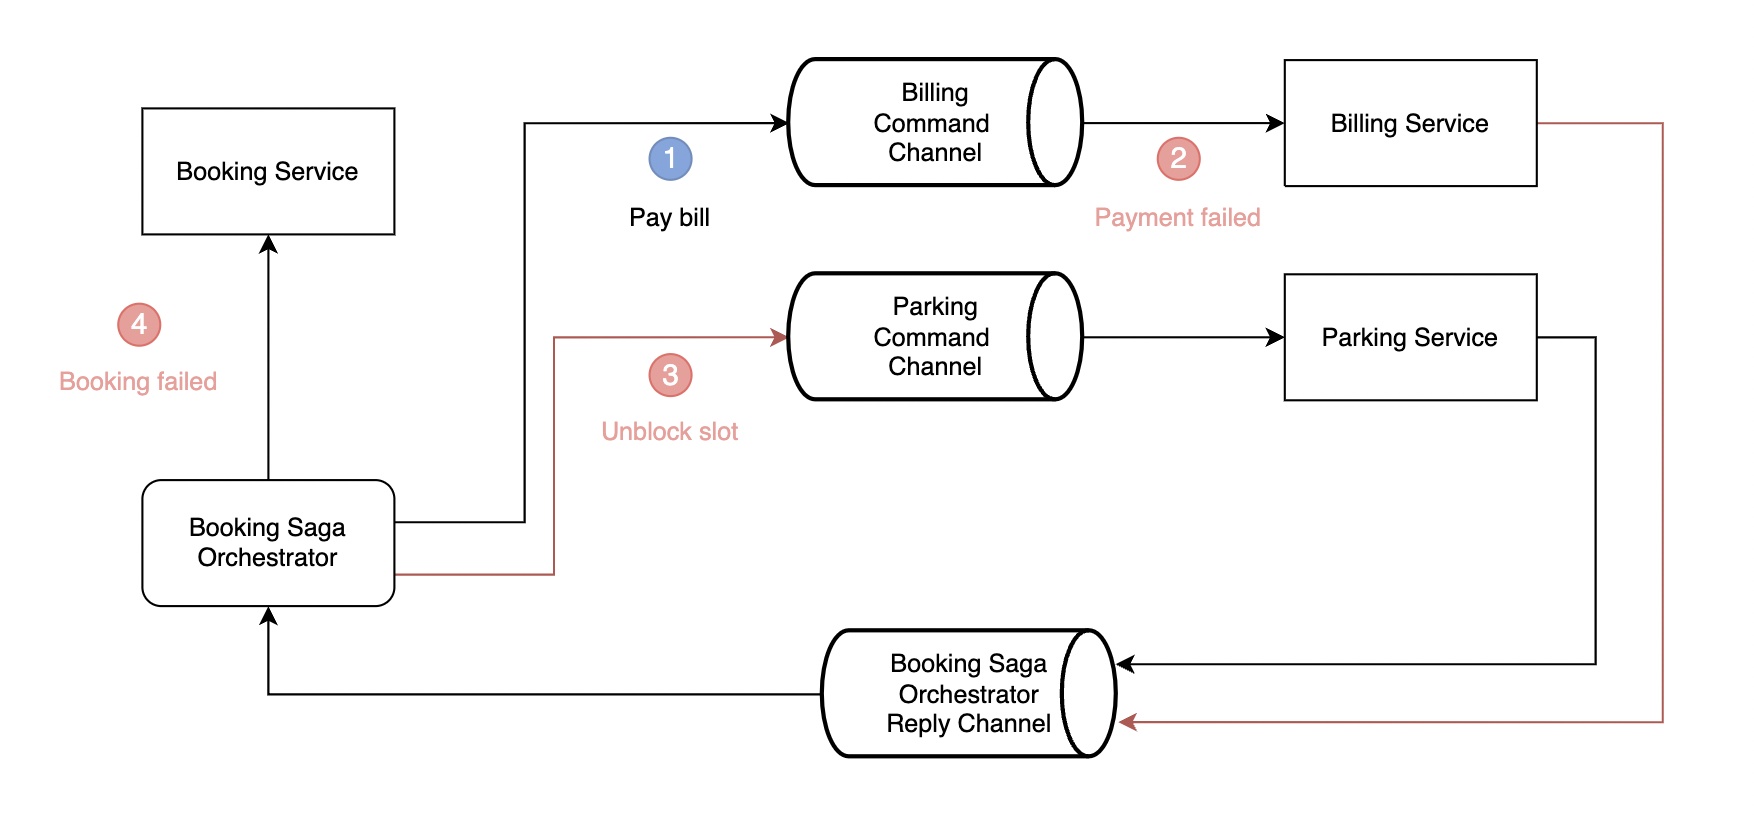 Billing
Command
Channel
Billing Service
Booking Service
1
Pay bill
2
Payment failed
Parking
Command
Channel
Parking Service
4
Booking failed
3
Unblock slot
Booking Saga
Orchestrator
Booking Saga
Orchestrator
Reply Channel